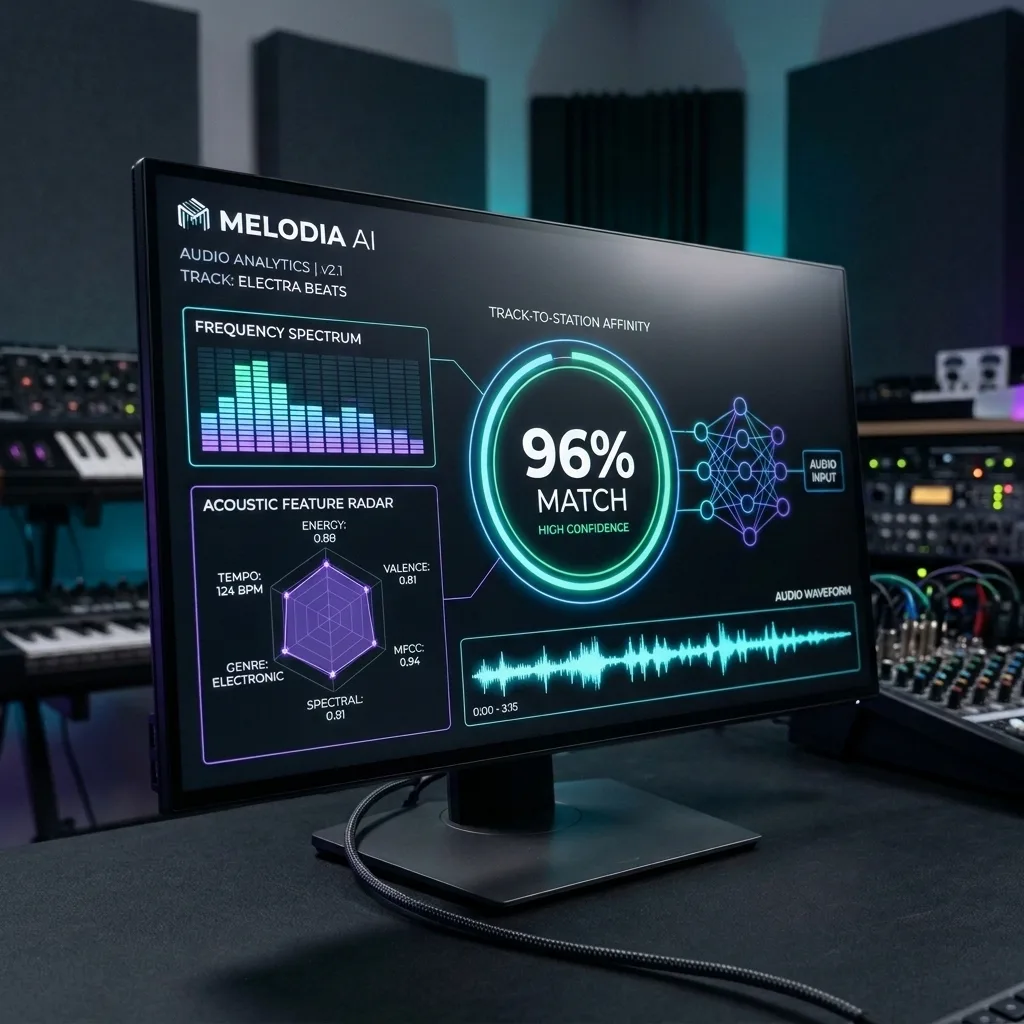 MELODIA AI
AUDIO ANALYTICS | v2.1
TRACK: ELECTRA BEATS
FREQUENCY SPECTRUM
TRACK-TO-STATION AFFINITY
96%
MATCH
HIGH CONFIDENCE
AUDIO
INPUT
ACOUSTIC FEATURE RADAR
ENERGY:
0.88
VALENCE:
0.81
TEMPO:
124 BPM
MFCC:
0.94
GENRE:
ELECTRONIC
SPECTRAL:
0.91
AUDIO WAVEFORM
0:00 - 3:35